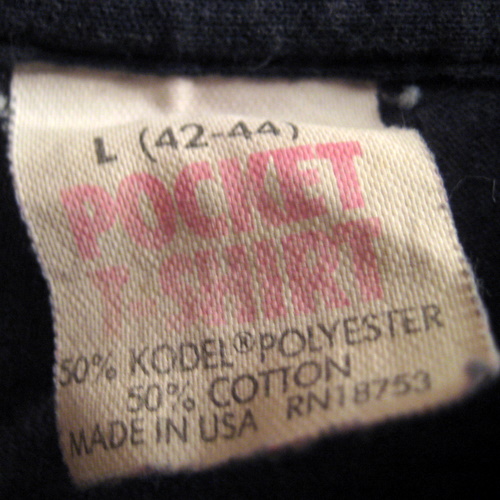 L (42-44)
POCKET
T-SHIRT
50% KODEL® POLYESTER
50% COTTON
MADE IN USA RN18753